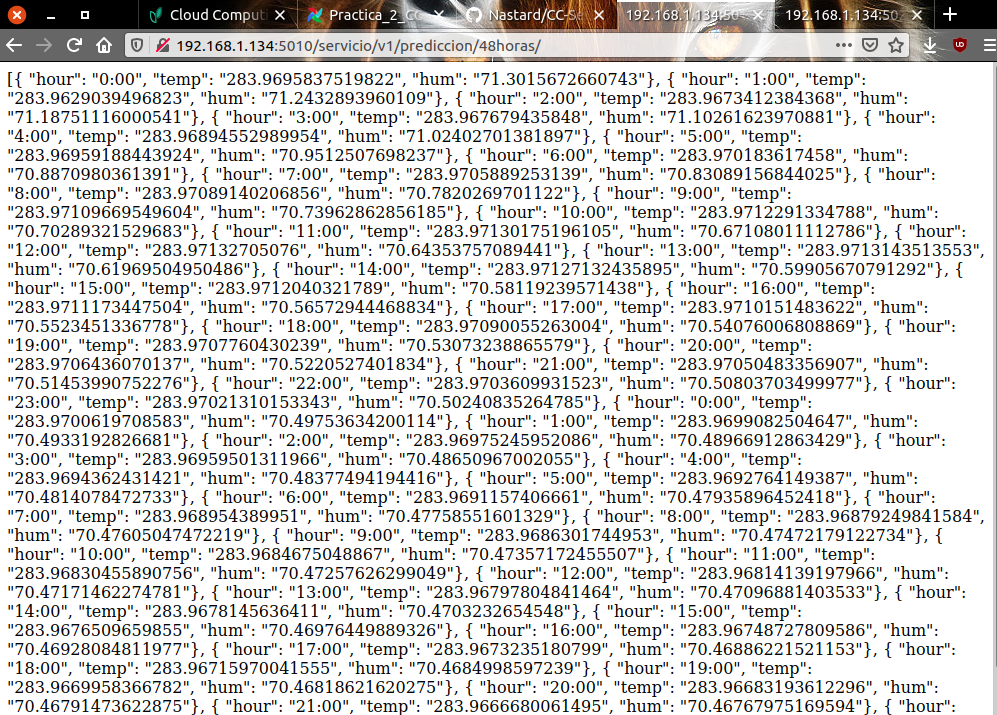 Cloud Comput
Practica_2_CC
Nastard/CC-Se
192.168.1.134:50
192.168.1.134:50
192.168.1.134:5010/servicio/v1/prediccion/48horas/
[{ "hour": "0:00", "temp": "283.9695837519822", "hum": "71.3015672660743"}, { "hour": "1:00", "temp":
"283.9629039496823", "hum": "71.2432893960109"}, { "hour": "2:00", "temp": "283.9673412384368", "hum":
"71.18751116000541"}, { "hour": "3:00", "temp": "283.967679435848", "hum": "71.10261623970881"}, { "hour":
"4:00", "temp": "283.96894552989954", "hum": "71.02402701381897"}, { "hour": "5:00", "temp":
"283.96959188443924", "hum": "70.9512507698237"}, { "hour": "6:00", "temp": "283.970183617458", "hum":
"70.8870980361391"}, { "hour": "7:00", "temp": "283.9705889253139", "hum": "70.83089156844025"}, { "hour":
"8:00", "temp": "283.97089140206856", "hum": "70.7820269701122"}, { "hour": "9:00", "temp":
"283.97109669549604", "hum": "70.73962862856185"}, { "hour": "10:00", "temp": "283.9712291334788", "hum":
"70.70289321529683"}, { "hour": "11:00", "temp": "283.97130175196105", "hum": "70.67108011112786"}, { "hour":
"12:00", "temp": "283.97132705076", "hum": "70.64353757089441"}, { "hour": "13:00", "temp": "283.97131435135​53",
"hum": "70.61969504950486"}, { "hour": "14:00", "temp": "283.97127132435895", "hum": "70.59905670791292"}, {
"hour": "15:00", "temp": "283.9712040321789", "hum": "70.58119239571438"}, { "hour": "16:00", "temp":
"283.9711173447504", "hum": "70.56572944468834"}, { "hour": "17:00", "temp": "283.9710151483622", "hum":
"70.5523451336778"}, { "hour": "18:00", "temp": "283.97090055263004", "hum": "70.54076006808869"}, { "hour":
"19:00", "temp": "283.9707760430239", "hum": "70.53073238865579"}, { "hour": "20:00", "temp":
"283.9706436070137", "hum": "70.5220527401834"}, { "hour": "21:00", "temp": "283.97050483356907", "hum":
"70.51453990752276"}, { "hour": "22:00", "temp": "283.9703609931523", "hum": "70.50803703499977"}, { "hour":
"23:00", "temp": "283.97021310153343", "hum": "70.50240835264785"}, { "hour": "0:00", "temp":
"283.9700619708583", "hum": "70.49753634200114"}, { "hour": "1:00", "temp": "283.9699082504647", "hum":
"70.4933192826681"}, { "hour": "2:00", "temp": "283.96975245952086", "hum": "70.48966912863429"}, { "hour":
"3:00", "temp": "283.96959501311966", "hum": "70.48650967002055"}, { "hour": "4:00", "temp":
"283.9694362431421", "hum": "70.48377494194416"}, { "hour": "5:00", "temp": "283.9692764149387", "hum":
"70.4814078472733"}, { "hour": "6:00", "temp": "283.9691157406661", "hum": "70.47935896452418"}, { "hour":
"7:00", "temp": "283.968954389951", "hum": "70.47758551601329"}, { "hour": "8:00", "temp": "283.96879249841584",
"hum": "70.47605047472219"}, { "hour": "9:00", "temp": "283.9686301744953", "hum": "70.47472179122734"}, {
"hour": "10:00", "temp": "283.9684675048867", "hum": "70.47357172455507"}, { "hour": "11:00", "temp":
"283.96830455890756", "hum": "70.47257626299049"}, { "hour": "12:00", "temp": "283.96814139197966", "hum":
"70.47171462274781"}, { "hour": "13:00", "temp": "283.96797804841464", "hum": "70.47096881403533"}, { "hour":
"14:00", "temp": "283.9678145636411", "hum": "70.4703232654548"}, { "hour": "15:00", "temp":
"283.9676509659855", "hum": "70.46976449889326"}, { "hour": "16:00", "temp": "283.96748727809586", "hum":
"70.46928084811977"}, { "hour": "17:00", "temp": "283.9673235180799", "hum": "70.46886221521153"}, { "hour":
"18:00", "temp": "283.96715970041555", "hum": "70.4684998597239"}, { "hour": "19:00", "temp":
"283.9669958366782", "hum": "70.46818621620275"}, { "hour": "20:00", "temp": "283.96683193612296", "hum":
"70.46791473622875"}, { "hour": "21:00", "temp": "283.9666680061495", "hum": "70.46767975169594"}, { "hour":